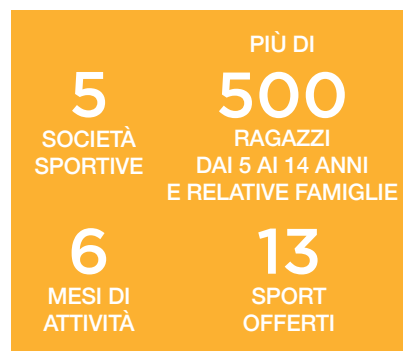 5
SOCIETÀ
SPORTIVE
PIÙ DI
500
RAGAZZI
DAI 5 AI 14 ANNI
E RELATIVE FAMIGLIE
6
MESI DI
ATTIVITÀ
13
SPORT
OFFERTI